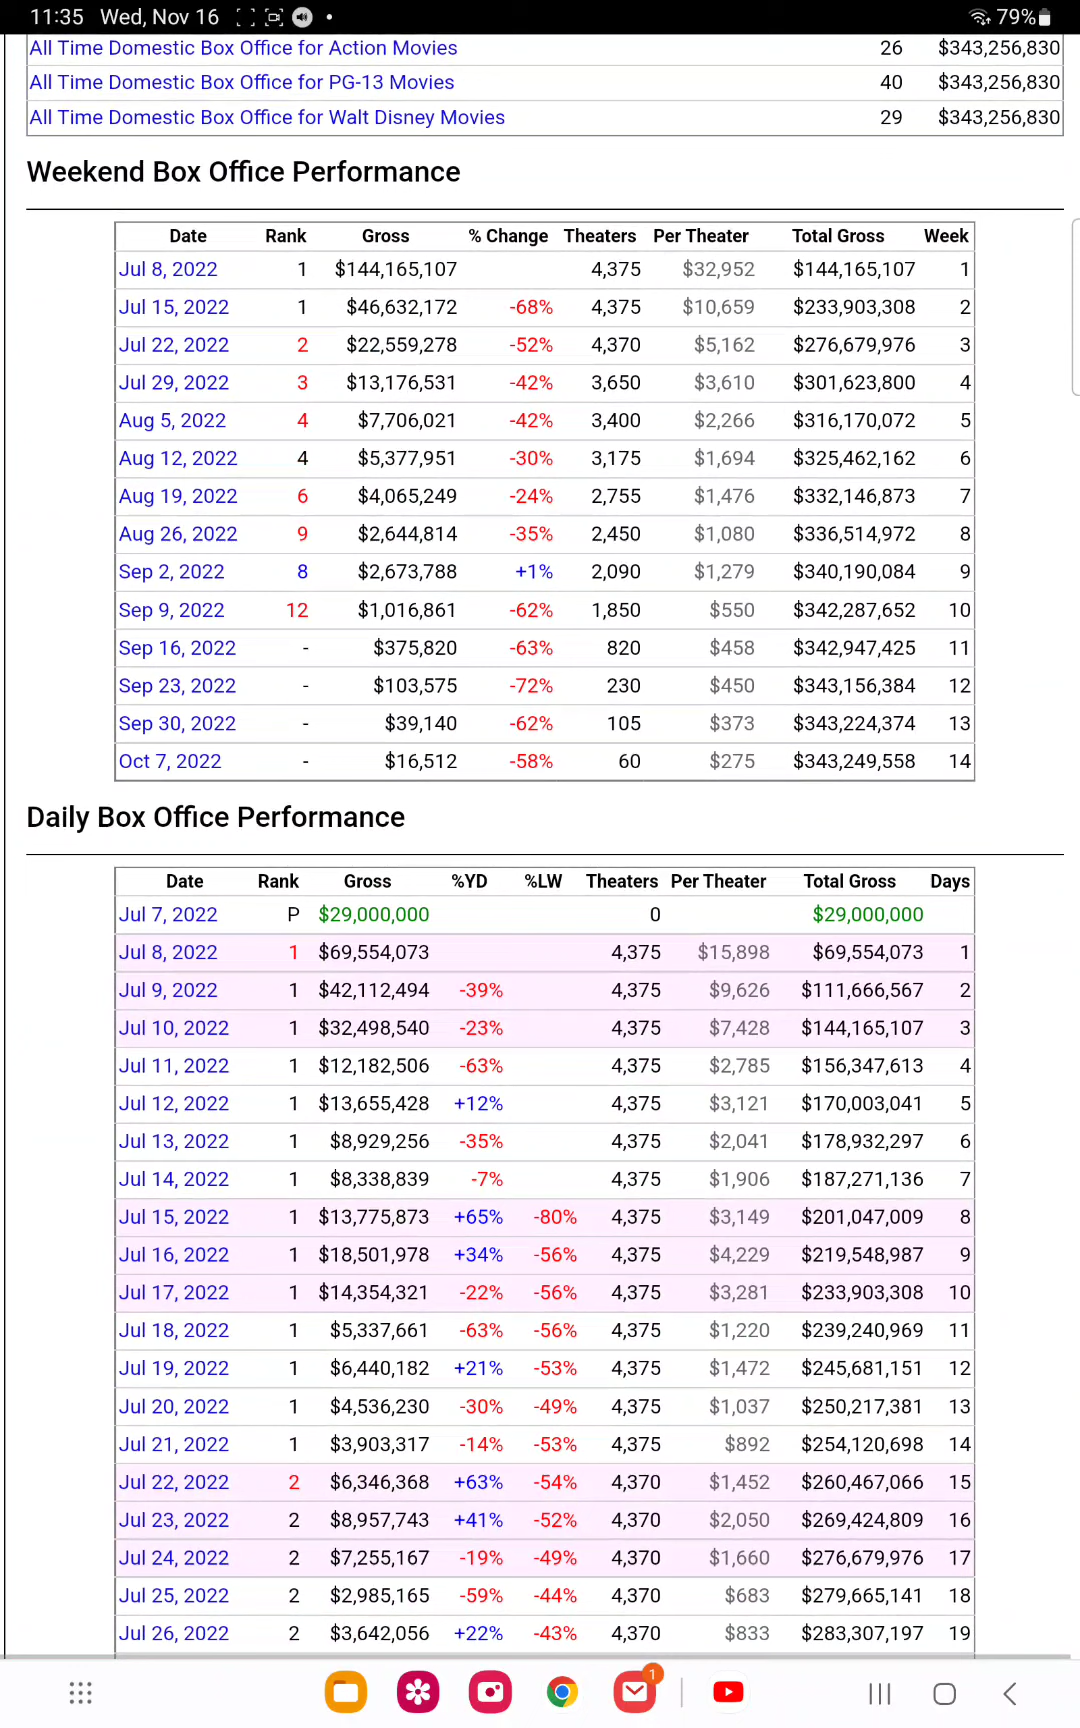 11:35 Wed, Nov 16 79%
All Time Domestic Box Office for Action Movies 26 $343,256,830
All Time Domestic Box Office for PG-13 Movies 40 $343,256,830
All Time Domestic Box Office for Walt Disney Movies 29 $343,256,830
Weekend Box Office Performance
Date Rank Gross % Change Theaters Per Theater Total Gross Week
Jul 8, 2022 1 $144,165,107 4,375 $32,952 $144,165,107 1
Jul 15, 2022 1 $46,632,172 -68% 4,375 $10,659 $233,903,308 2
Jul 22, 2022 2 $22,559,278 -52% 4,370 $5,162 $276,679,976 3
Jul 29, 2022 3 $13,176,531 -42% 3,650 $3,610 $301,623,800 4
Aug 5, 2022 4 $7,706,021 -42% 3,400 $2,266 $316,170,072 5
Aug 12, 2022 4 $5,377,951 -30% 3,175 $1,694 $325,462,162 6
Aug 19, 2022 6 $4,065,249 -24% 2,755 $1,476 $332,146,873 7
Aug 26, 2022 9 $2,644,814 -35% 2,450 $1,080 $336,514,972 8
Sep 2, 2022 8 $2,673,788 +1% 2,090 $1,279 $340,190,084 9
Sep 9, 2022 12 $1,016,861 -62% 1,850 $550 $342,287,652 10
Sep 16, 2022 - $375,820 -63% 820 $458 $342,947,425 11
Sep 23, 2022 - $103,575 -72% 230 $450 $343,156,384 12
Sep 30, 2022 - $39,140 -62% 105 $373 $343,224,374 13
Oct 7, 2022 - $16,512 -58% 60 $275 $343,249,558 14
Daily Box Office Performance
Date Rank Gross %YD %LW Theaters Per Theater Total Gross Days
Jul 7, 2022 P $29,000,000 0 $29,000,000
Jul 8, 2022 1 $69,554,073 4,375 $15,898 $69,554,073 1
Jul 9, 2022 1 $42,112,494 -39% 4,375 $9,626 $111,666,567 2
Jul 10, 2022 1 $32,498,540 -23% 4,375 $7,428 $144,165,107 3
Jul 11, 2022 1 $12,182,506 -63% 4,375 $2,785 $156,347,613 4
Jul 12, 2022 1 $13,655,428 +12% 4,375 $3,121 $170,003,041 5
Jul 13, 2022 1 $8,929,256 -35% 4,375 $2,041 $178,932,297 6
Jul 14, 2022 1 $8,338,839 -7% 4,375 $1,906 $187,271,136 7
Jul 15, 2022 1 $13,775,873 +65% -80% 4,375 $3,149 $201,047,009 8
Jul 16, 2022 1 $18,501,978 +34% -56% 4,375 $4,229 $219,548,987 9
Jul 17, 2022 1 $14,354,321 -22% -56% 4,375 $3,281 $233,903,308 10
Jul 18, 2022 1 $5,337,661 -63% -56% 4,375 $1,220 $239,240,969 11
Jul 19, 2022 1 $6,440,182 +21% -53% 4,375 $1,472 $245,681,151 12
Jul 20, 2022 1 $4,536,230 -30% -49% 4,375 $1,037 $250,217,381 13
Jul 21, 2022 1 $3,903,317 -14% -53% 4,375 $892 $254,120,698 14
Jul 22, 2022 2 $6,346,368 +63% -54% 4,370 $1,452 $260,467,066 15
Jul 23, 2022 2 $8,957,743 +41% -52% 4,370 $2,050 $269,424,809 16
Jul 24, 2022 2 $7,255,167 -19% -49% 4,370 $1,660 $276,679,976 17
Jul 25, 2022 2 $2,985,165 -59% -44% 4,370 $683 $279,665,141 18
Jul 26, 2022 2 $3,642,056 +22% -43% 4,370 $833 $283,307,197 19
1